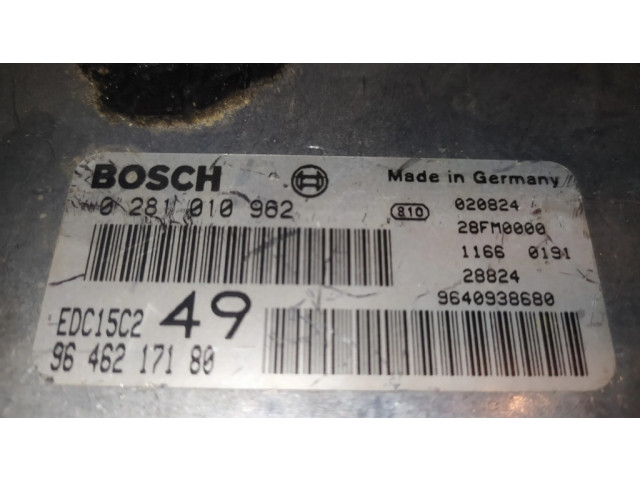 BOSCH
Made in Germany
0 281 010 962
810
020824
28FM0000
1166 0191
28824
9640938680
EDC15C2 49
96 462 171 80